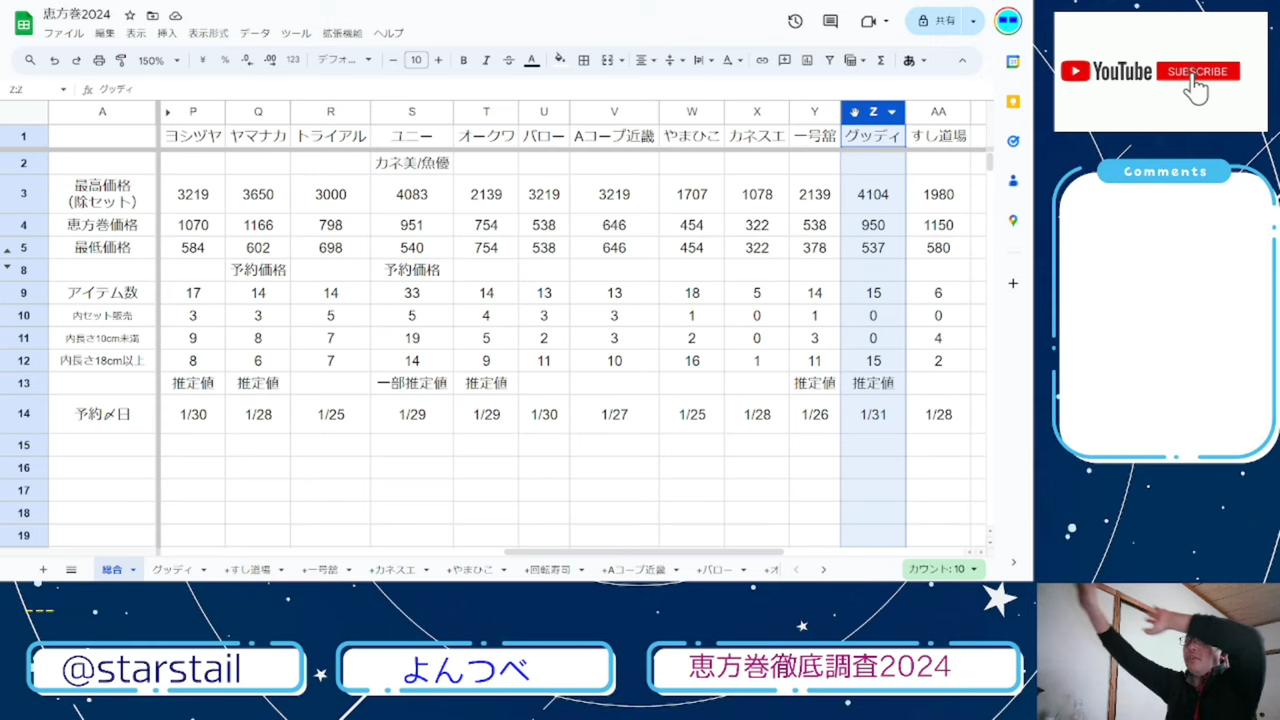 恵方巻2024
ファイル 編集 表示 挿入 表示形式 データ ツール 拡張機能 ヘルプ
共有
150% ¥ % .0 .00 123 デフォ... 10 B I A あ
Z:Z グッディ
A P Q R S T U V W X Y Z AA
1 ヨシヅヤ ヤマナカ トライアル ユニー オークワ バロー Aコープ近畿 やまひこ カネスエ 一号舘 グッディ すし道場
2 カネ美/魚優
3 最高価格 (除セット) 3219 3650 3000 4083 2139 3219 3219 1707 1078 2139 4104 1980
4 恵方巻価格 1070 1166 798 951 754 538 646 454 322 538 950 1150
5 最低価格 584 602 698 540 754 538 646 454 322 378 537 580
8 予約価格 予約価格
9 アイテム数 17 14 14 33 14 13 13 18 5 14 15 6
10 内セット販売 3 3 5 5 4 3 3 1 0 1 0 0
11 内長さ10cm未満 9 8 7 19 5 2 3 2 0 3 0 4
12 内長さ18cm以上 8 6 7 14 9 11 10 16 1 11 15 2
13 推定値 推定値 一部推定値 推定値 推定値 推定値
14 予約〆日 1/30 1/28 1/25 1/29 1/29 1/30 1/27 1/25 1/28 1/26 1/31 1/28
15
16
17
18
19
総合 グッディ +すし道場 +一号舘 +カネスエ +やまひこ +回転寿司 +Aコープ近畿 +バロー +オ
カウント: 10
YouTube SUBSCRIBE
Comments
---
@starstail
よんつべ
恵方巻徹底調査2024